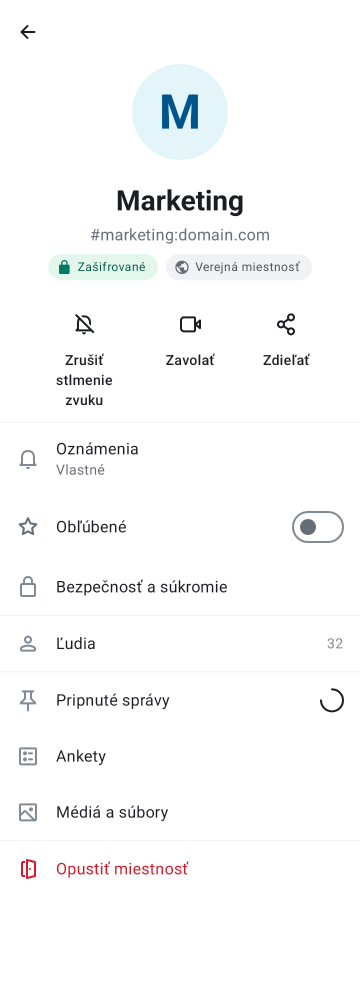 M
Marketing
#marketing:domain.com
Zašifrované
Verejná miestnosť
Zrušiť
stlmenie
zvuku
Zavolať
Zdieľať
Oznámenia
Vlastné
Obľúbené
Bezpečnosť a súkromie
Ľudia 32
Pripnuté správy
Ankety
Médiá a súbory
Opustiť miestnosť